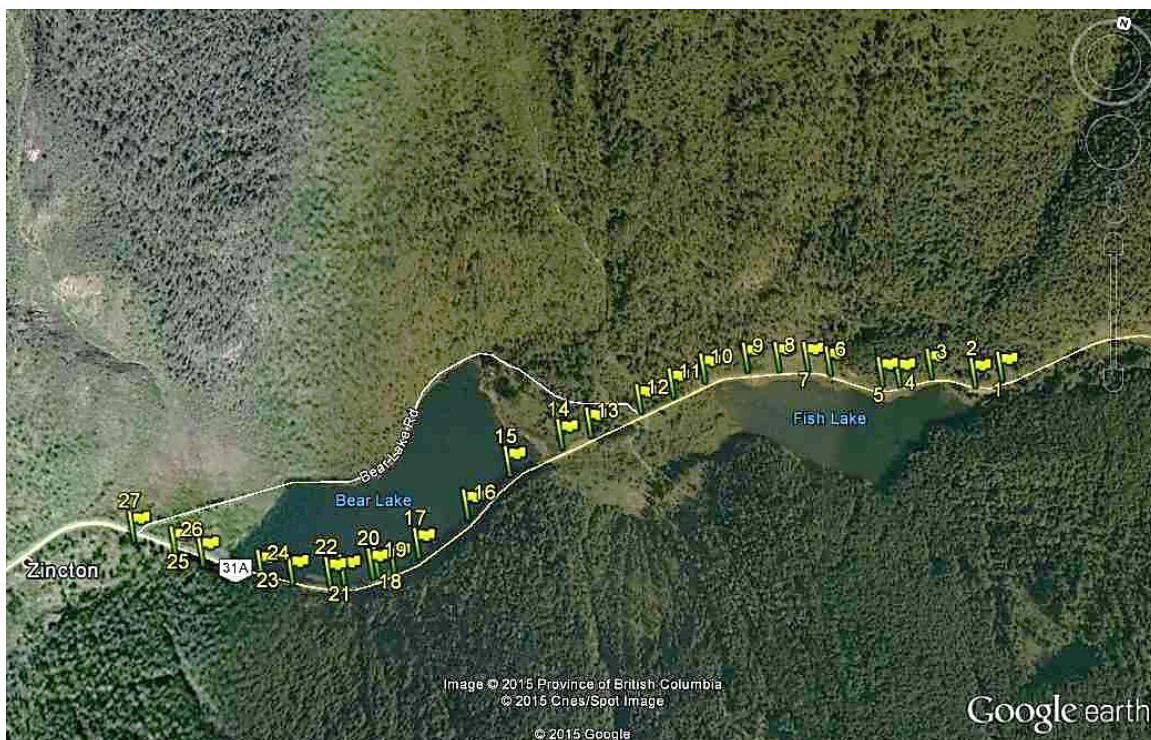 N
9
8
6
3
2
10
11
7
5
4
1
12
13
14
Fish Lake
Bear Lake Rd
15
16
Bear Lake
27
17
26
20
19
22
24
25
Zincton
31A
23
21
18
Image © 2015 Province of British Columbia
© 2015 Cnes/Spot Image
Google earth
© 2015 Google